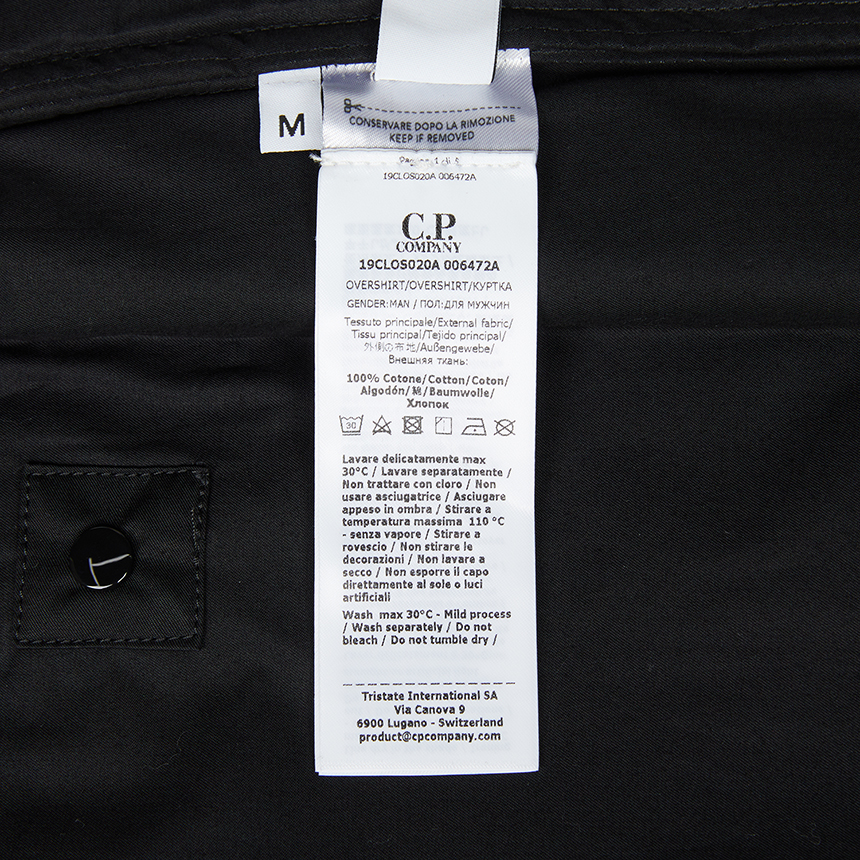 M
CONSERVARE DOPO LA RIMOZIONE
KEEP IF REMOVED
19CLOS020A 006472A
C.P.
COMPANY
19CLOS020A 006472A
OVERSHIRT/OVERSHIRT/КУРТКА
GENDER:MAN / ПОЛ:ДЛЯ МУЖЧИН
Tessuto principale/External fabric/
Tissu principal/Tejido principal/
外側の布地/Außengewebe/
Внешняя ткань:
100% Cotone/Cotton/Coton/
Algodón/綿/Baumwolle/
Хлопок
30
Lavare delicatamente max
30°C / Lavare separatamente /
Non trattare con cloro / Non
usare asciugatrice / Asciugare
appeso in ombra / Stirare a
temperatura massima 110 °C
- senza vapore / Stirare a
rovescio / Non stirare le
decorazioni / Non lavare a
secco / Non esporre il capo
direttamente al sole o luci
artificiali
Wash max 30°C - Mild process
/ Wash separately / Do not
bleach / Do not tumble dry /
Tristate International SA
Via Canova 9
6900 Lugano - Switzerland
product@cpcompany.com